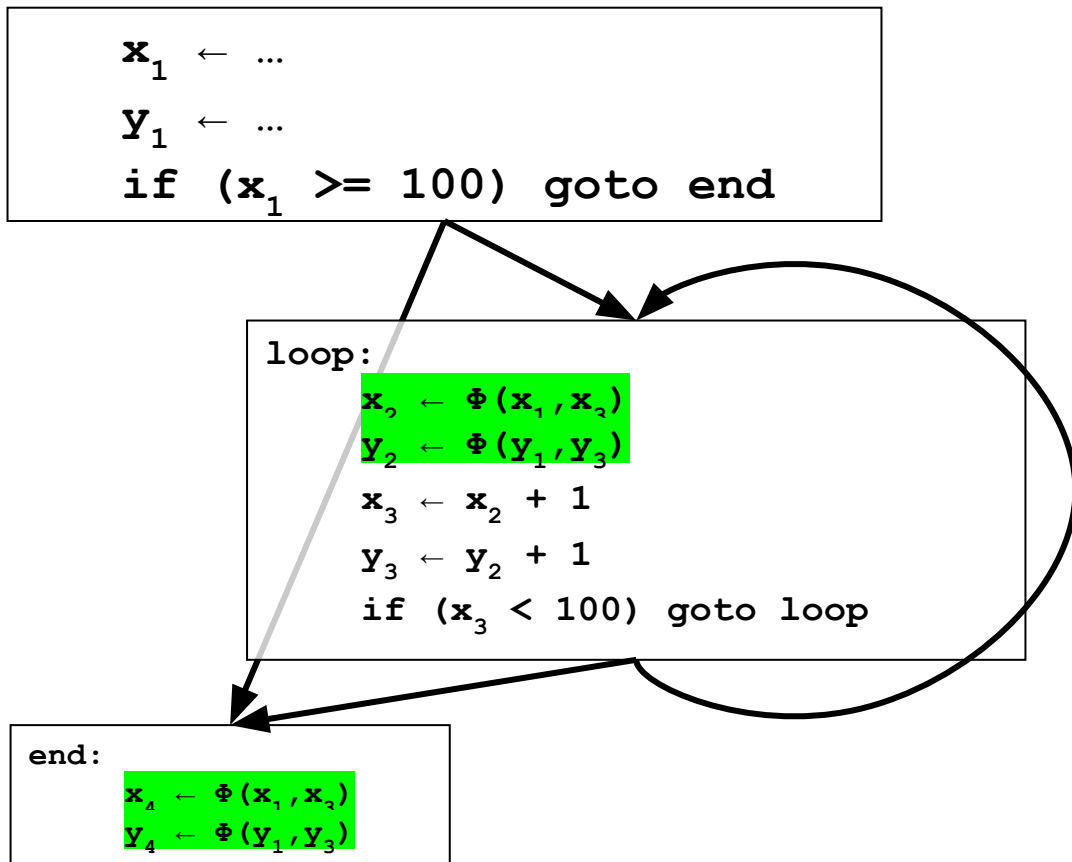 x₁ ← …
y₁ ← …
if (x₁ >= 100) goto end
loop:
x₂ ← Φ(x₁,x₃)
y₂ ← Φ(y₁,y₃)
x₃ ← x₂ + 1
y₃ ← y₂ + 1
if (x₃ < 100) goto loop
end:
x₄ ← Φ(x₁,x₃)
y₄ ← Φ(y₁,y₃)